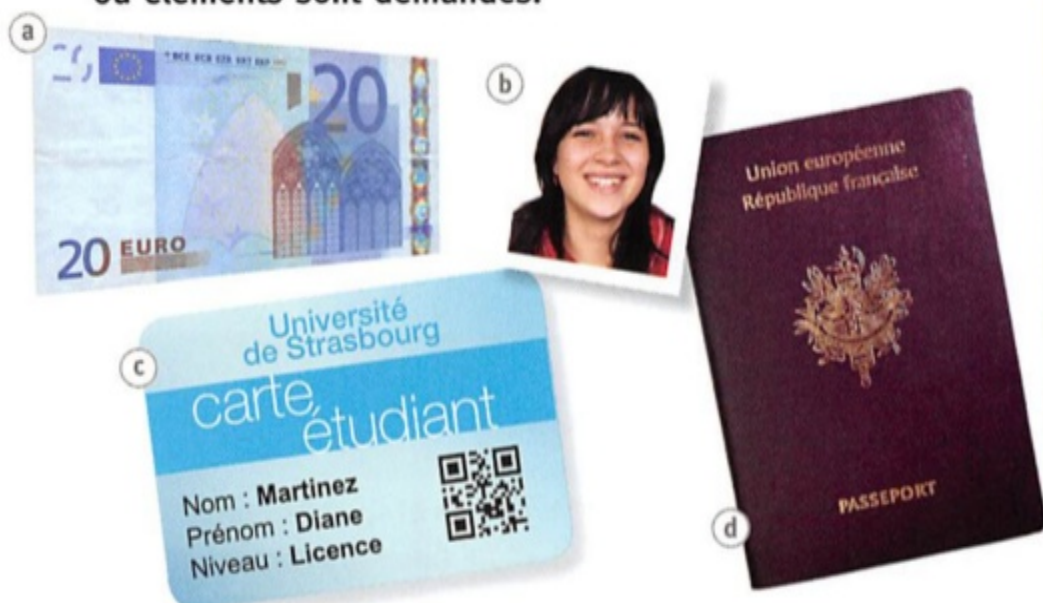 ou éléments sont demandés.
a
20
20 EURO
b
Union européenne
République française
PASSEPORT
d
c
Université
de Strasbourg
carte
étudiant
Nom : Martinez
Prénom : Diane
Niveau : Licence